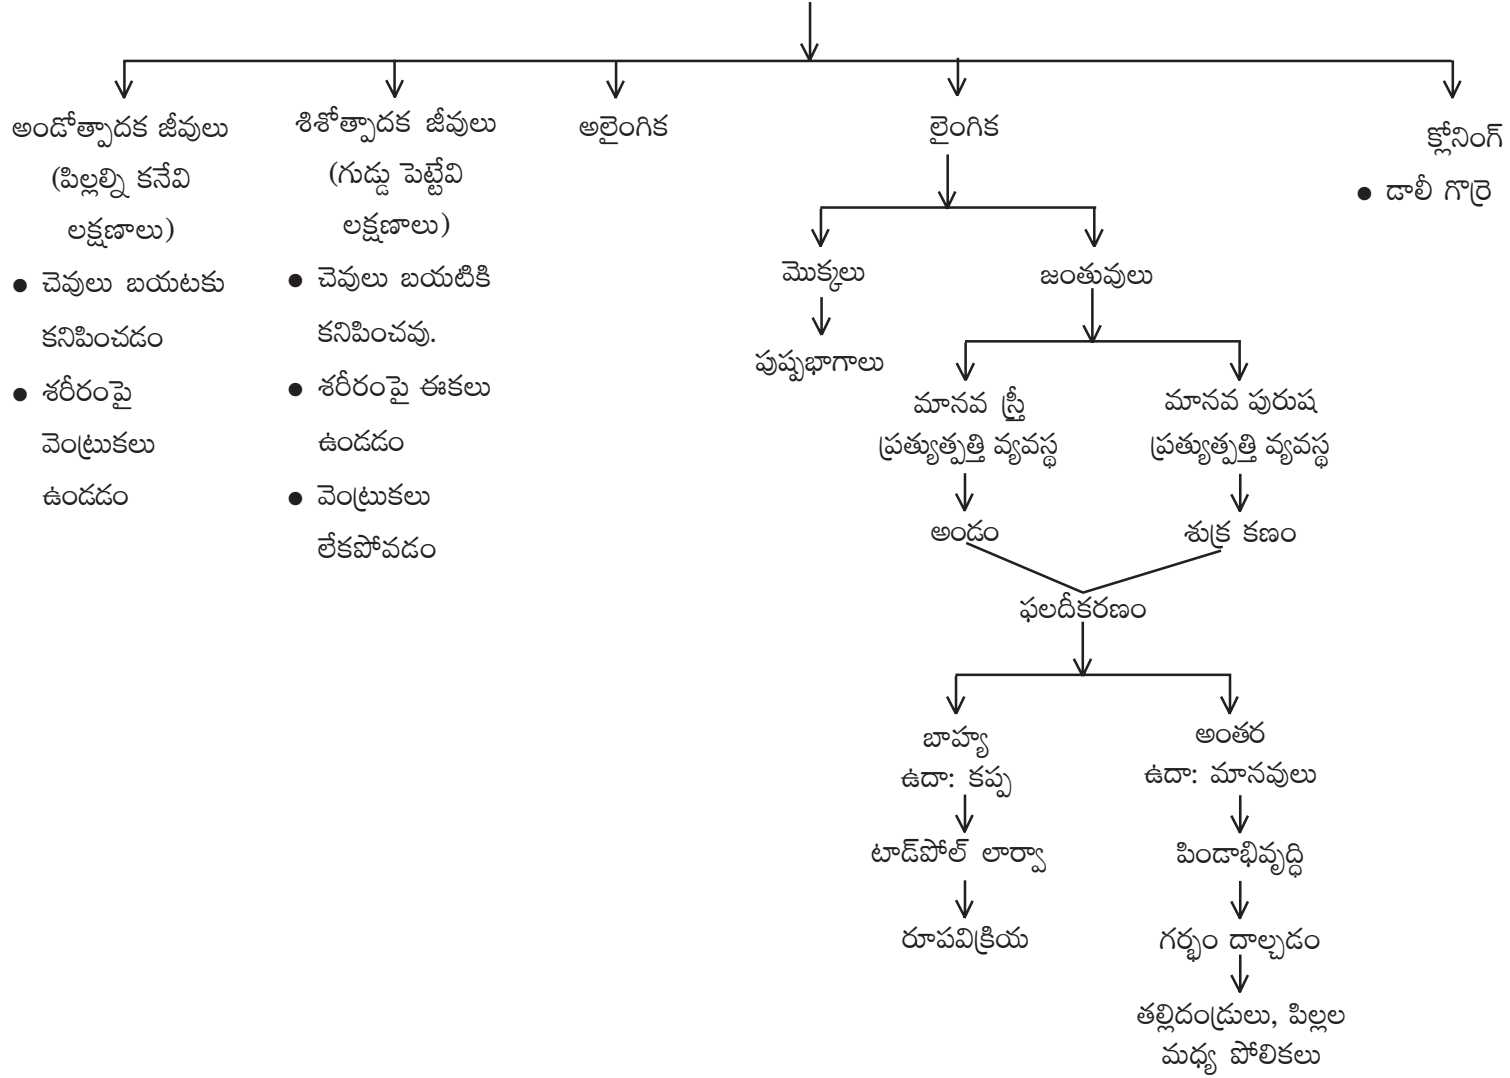 అండోత్పాదక జీవులు
(పిల్లల్ని కనేవి
లక్షణాలు)
● చెవులు బయటకు
కనిపించడం
● శరీరంపై
వెంట్రుకలు
ఉండడం
శిశోత్పాదక జీవులు
(గుడ్డు పెట్టేవి
లక్షణాలు)
● చెవులు బయటికి
కనిపించవు.
● శరీరంపై ఈకలు
ఉండడం
● వెంట్రుకలు
లేకపోవడం
అలైంగిక
లైంగిక
మొక్కలు
పుష్పభాగాలు
జంతువులు
మానవ స్త్రీ
ప్రత్యుత్పత్తి వ్యవస్థ
అండం
మానవ పురుష
ప్రత్యుత్పత్తి వ్యవస్థ
శుక్ర కణం
ఫలదీకరణం
బాహ్య
ఉదా: కప్ప
టాడ్‌పోల్ లార్వా
రూపవిక్రియ
అంతర
ఉదా: మానవులు
పిండాభివృద్ధి
గర్భం దాల్చడం
తల్లిదండ్రులు, పిల్లల
మధ్య పోలికలు
క్లోనింగ్
● డాలీ గొర్రె